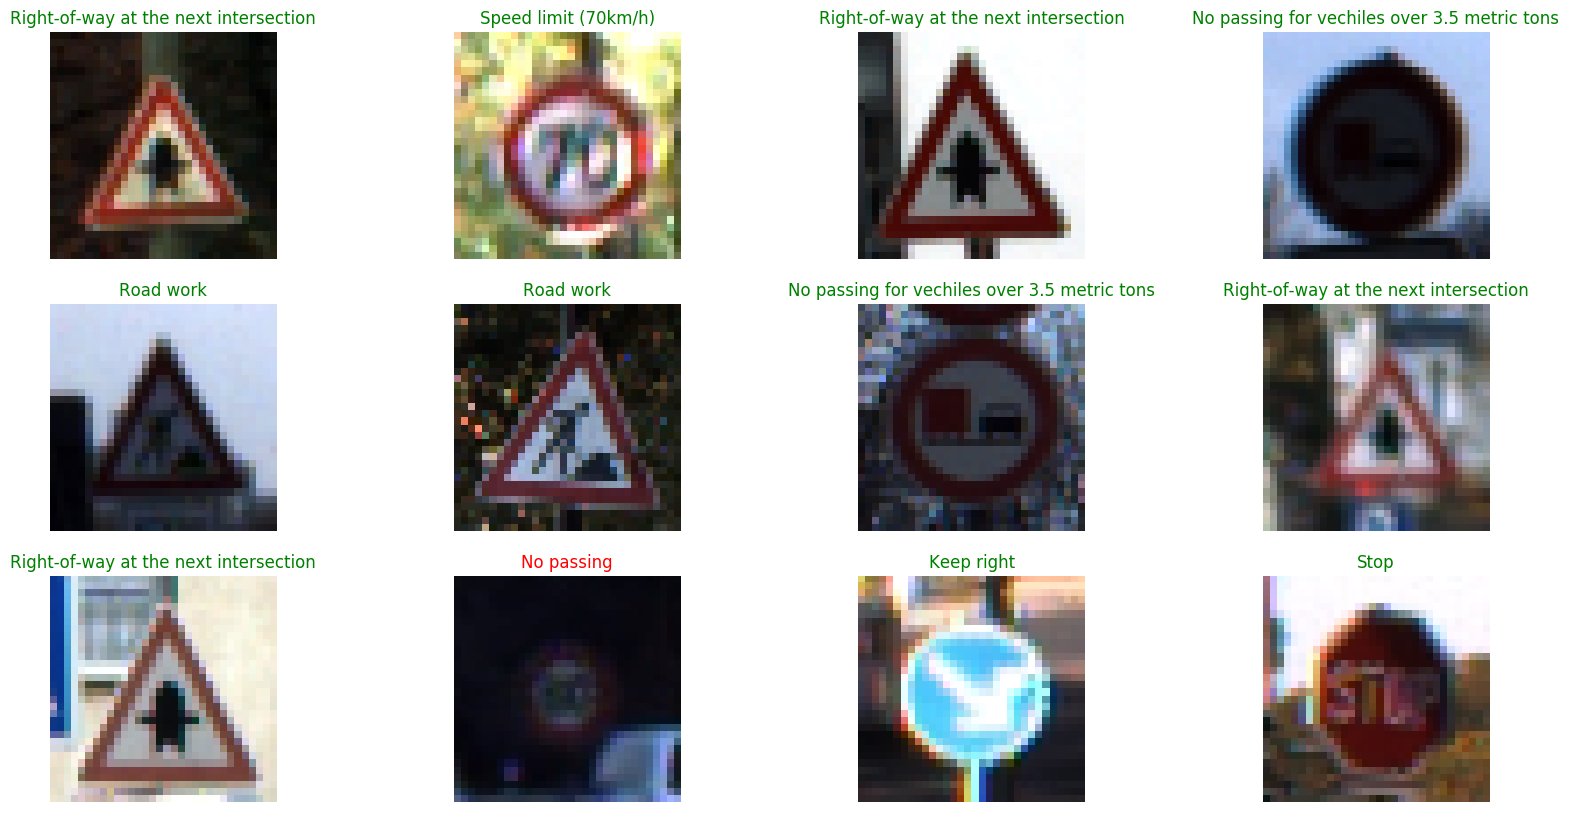 Right-of-way at the next intersection
Speed limit (70km/h)
Right-of-way at the next intersection
No passing for vechiles over 3.5 metric tons
70
Road work
Road work
No passing for vechiles over 3.5 metric tons
Right-of-way at the next intersection
Right-of-way at the next intersection
No passing
Keep right
Stop
STOP